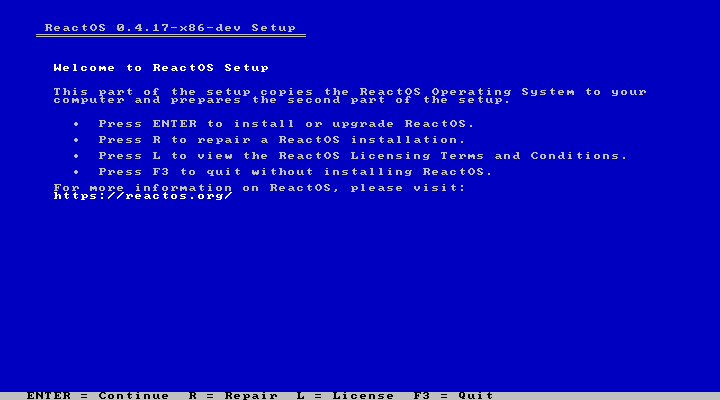 ReactOS 0.4.17-x86-dev Setup
Welcome to ReactOS Setup
This part of the setup copies the ReactOS Operating System to your
computer and prepares the second part of the setup.
• Press ENTER to install or upgrade ReactOS.
• Press R to repair a ReactOS installation.
• Press L to view the ReactOS Licensing Terms and Conditions.
• Press F3 to quit without installing ReactOS.
For more information on ReactOS, please visit:
https://reactos.org/
ENTER = Continue  R = Repair  L = License  F3 = Quit